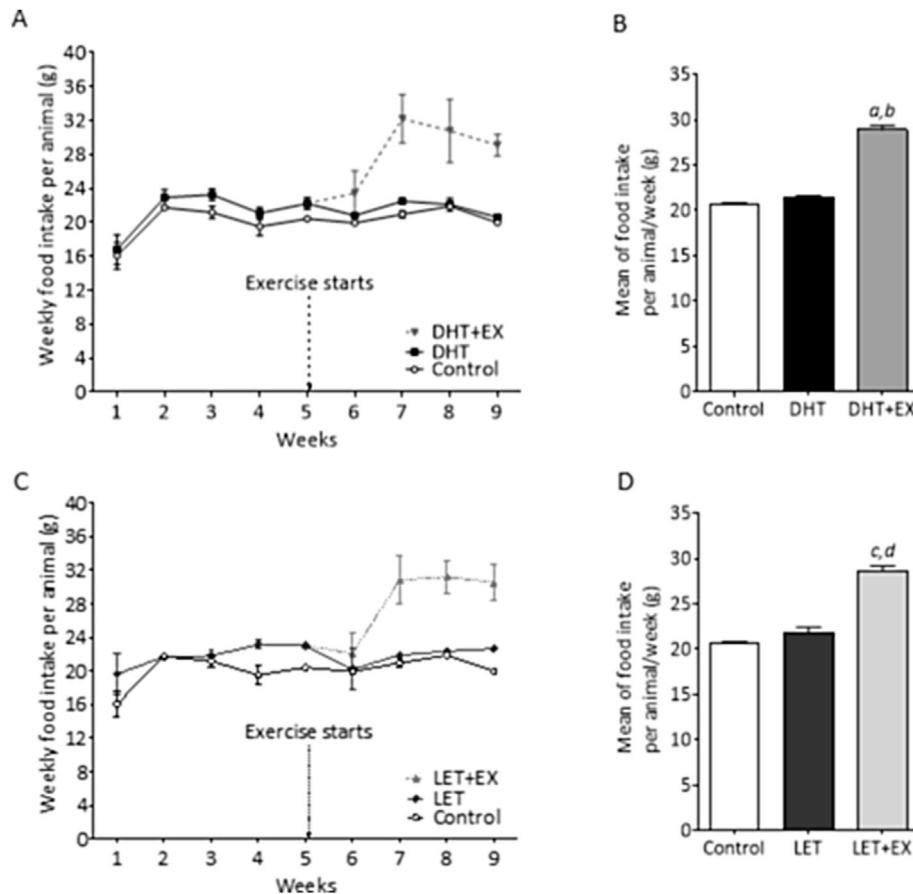 A
Weekly food intake per animal (g)
40
36
32
28
24
20
16
12
8
4
0
Exercise starts
DHT+EX
DHT
Control
1 2 3 4 5 6 7 8 9
Weeks
B
Mean of food intake
per animal/week (g)
35
30
25
20
15
10
5
0
a,b
Control DHT DHT+EX
C
Weekly food intake per animal (g)
40
36
32
28
24
20
16
12
8
4
0
Exercise starts
LET+EX
LET
Control
1 2 3 4 5 6 7 8 9
Weeks
D
Mean of food intake
per animal/week (g)
35
30
25
20
15
10
5
0
c,d
Control LET LET+EX